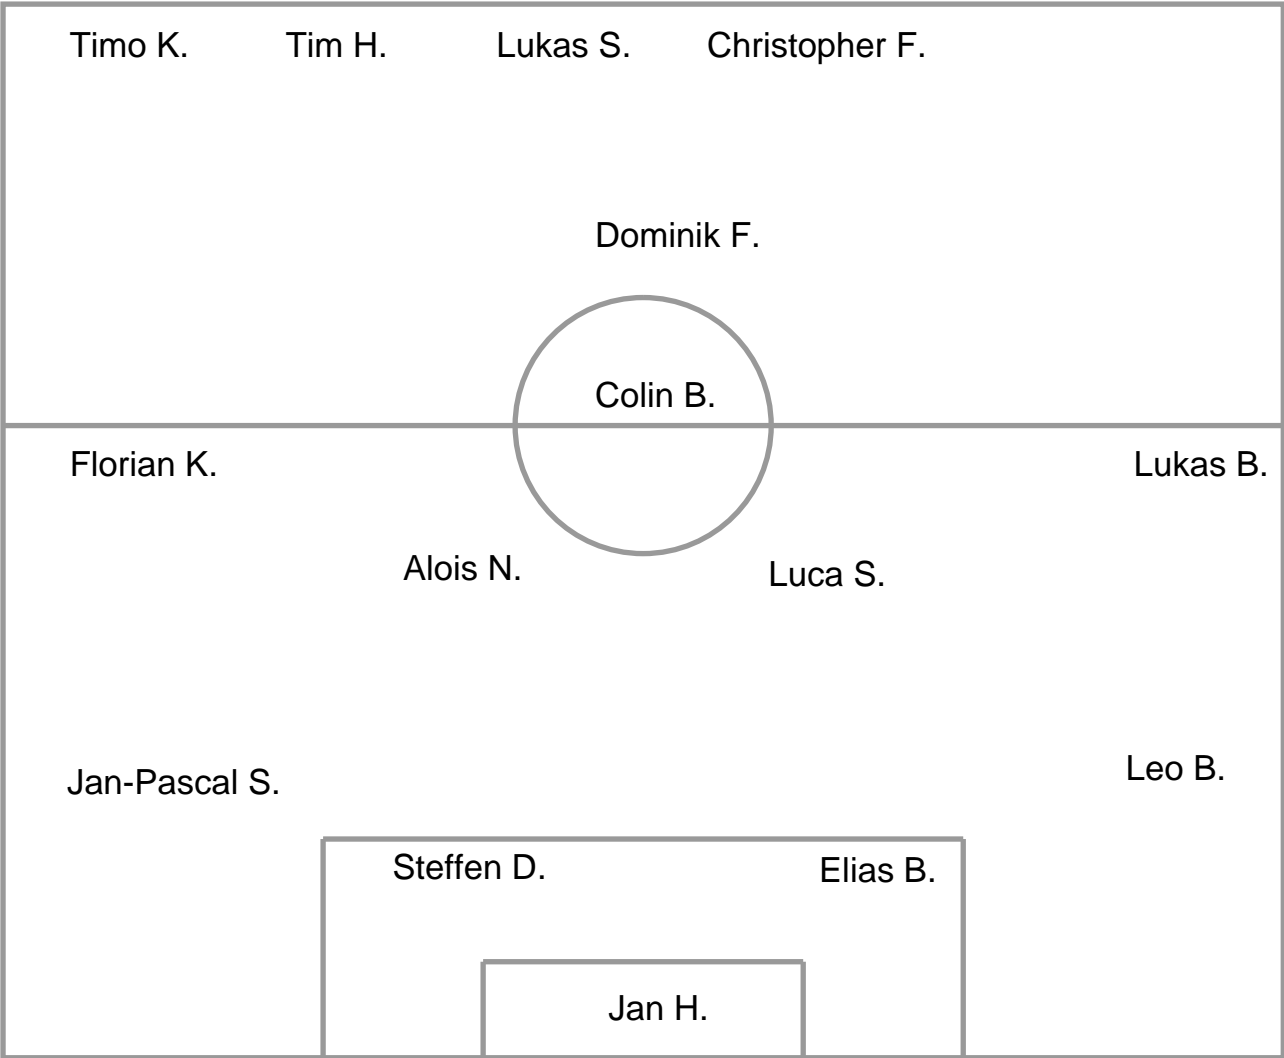 Timo K. Tim H. Lukas S. Christopher F.
Dominik F.
Colin B.
Florian K. Lukas B.
Alois N. Luca S.
Jan-Pascal S. Leo B.
Steffen D. Elias B.
Jan H.